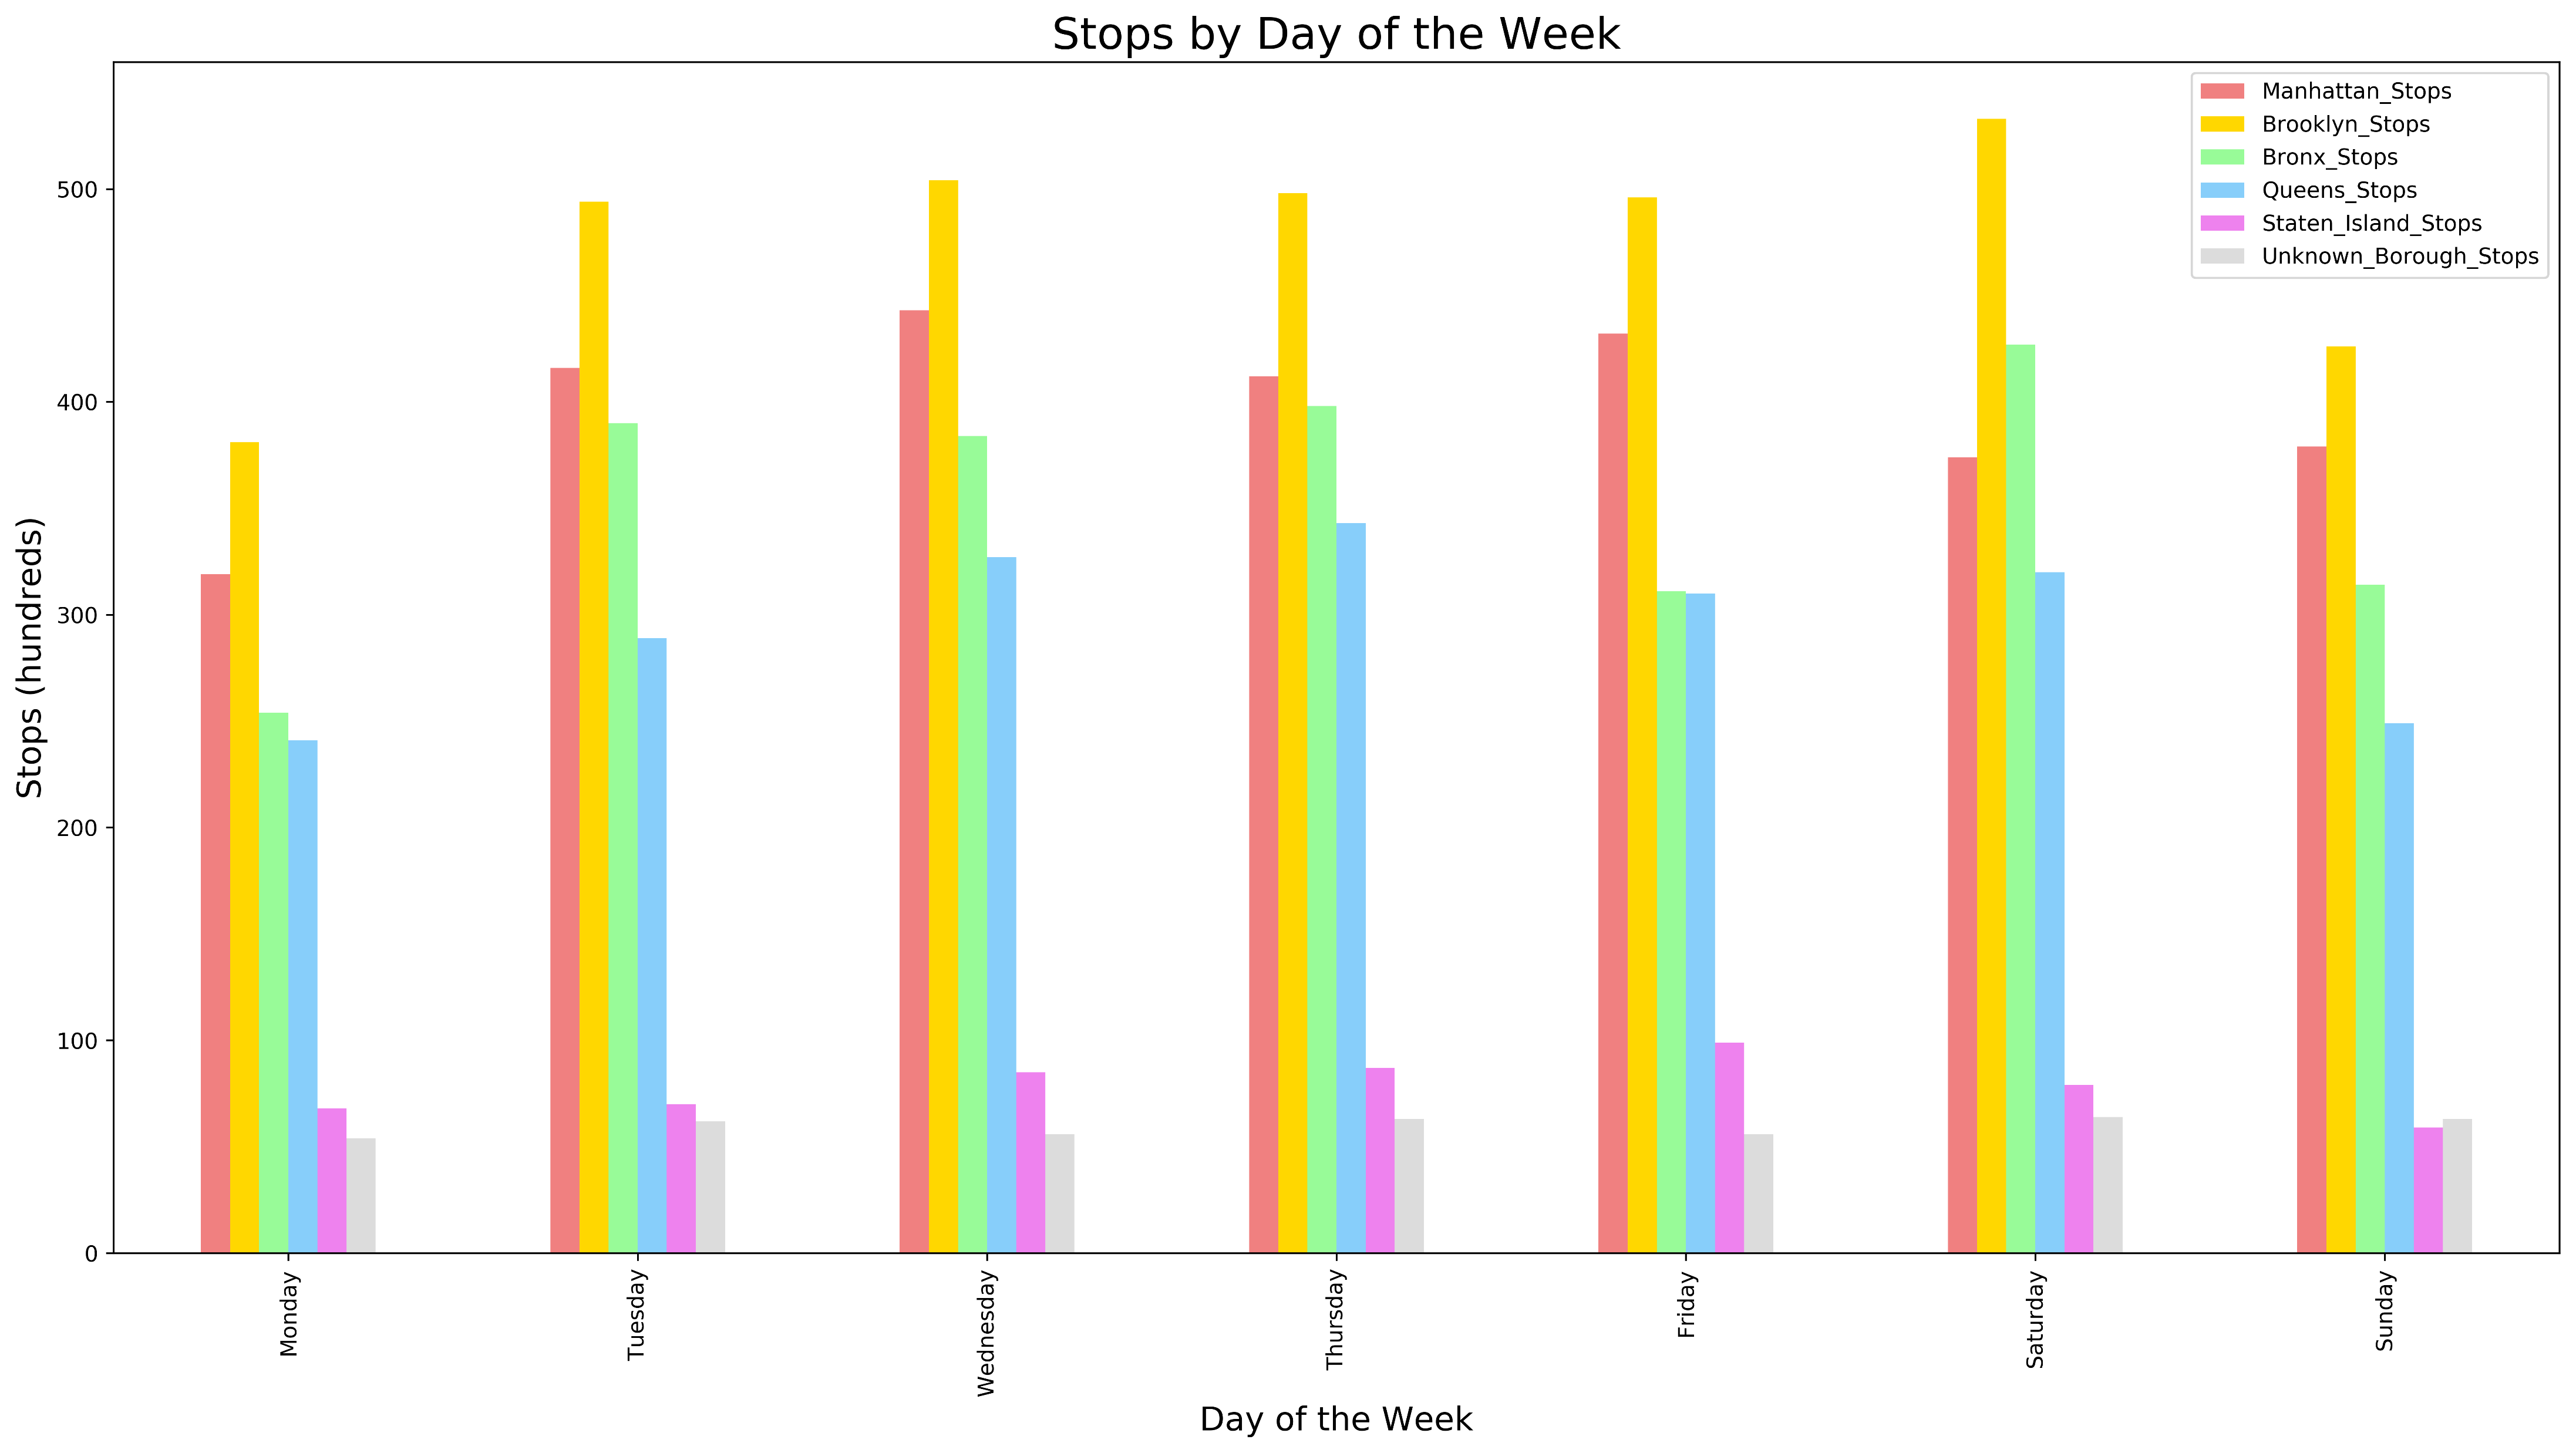 Stops by Day of the Week
Manhattan_Stops
Brooklyn_Stops
Bronx_Stops
Queens_Stops
Staten_Island_Stops
Unknown_Borough_Stops
Stops (hundreds)
500
400
300
200
100
0
Monday
Tuesday
Wednesday
Thursday
Friday
Saturday
Sunday
Day of the Week